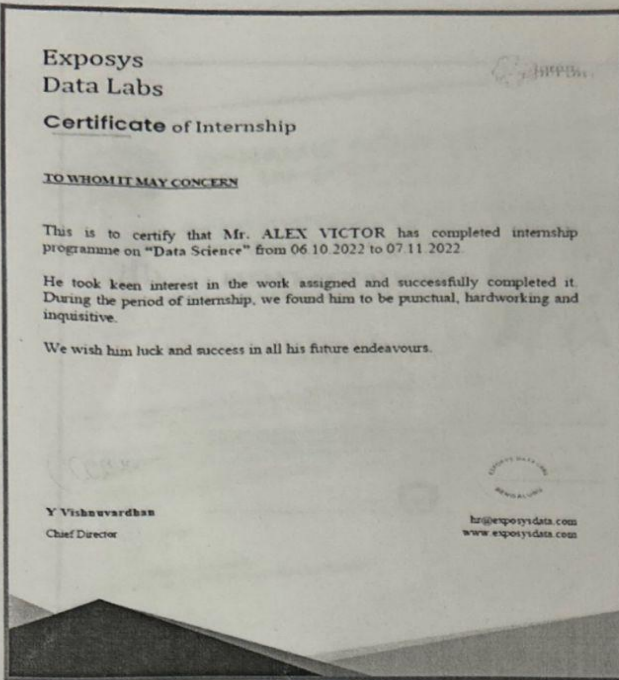 Exposys
Data Labs
Certificate of Internship
TO WHOM IT MAY CONCERN
This is to certify that Mr. ALEX VICTOR has completed internship
programme on “Data Science” from 06.10.2022 to 07.11.2022.
He took keen interest in the work assigned and successfully completed it.
During the period of internship, we found him to be punctual, hardworking and
inquisitive.
We wish him luck and success in all his future endeavours.
EXPOSYS DATA LABS
BENGALURU
Y Vishnuvardhan
Chief Director
hr@exposysdata.com
www.exposysdata.com